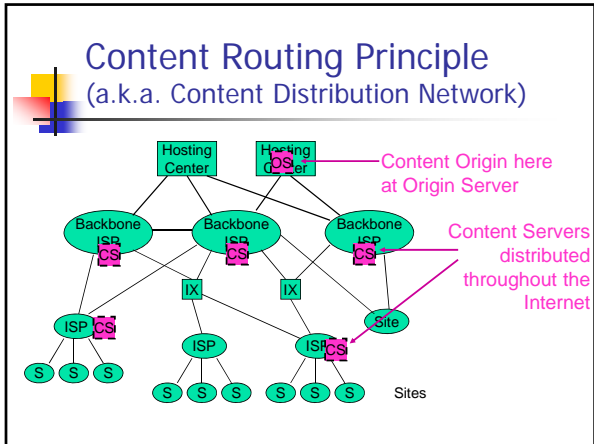 Content Routing Principle
(a.k.a. Content Distribution Network)
Hosting
Center
Hosting
Center
OS
Content Origin here
at Origin Server
Backbone
ISP
CS
Backbone
ISP
CS
Backbone
ISP
CS
Content Servers
distributed
throughout the
Internet
IX
IX
Site
ISP
CS
ISP
ISP
CS
S
S
S
S
S
S
S
S
S
Sites